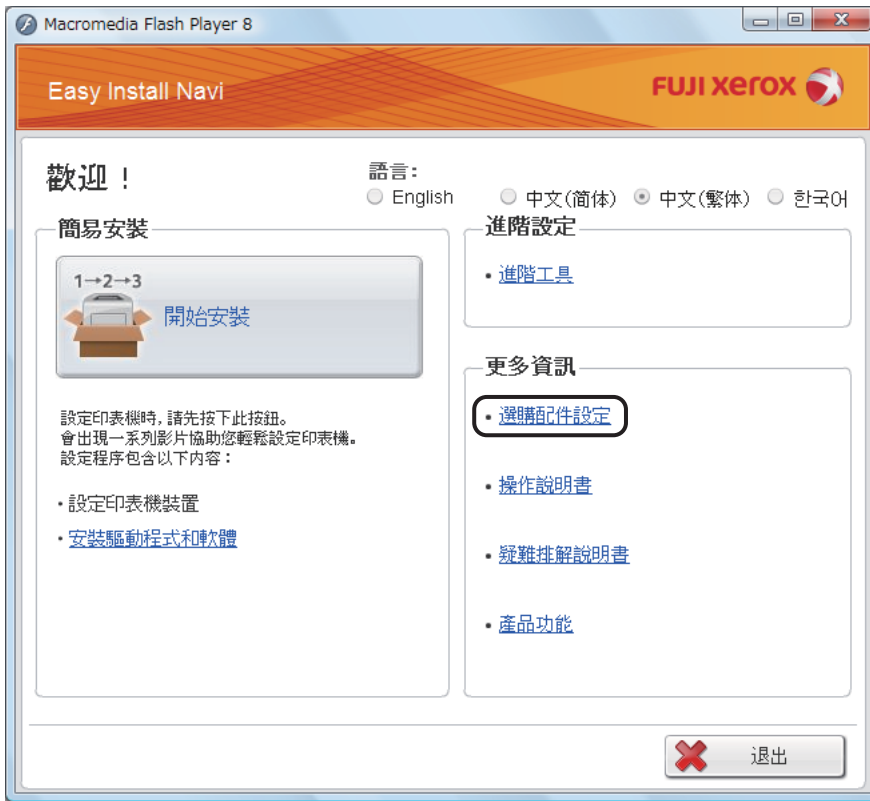 Macromedia Flash Player 8
Easy Install Navi
FUJI xerox
歡迎！
語言：
English
中文(简体)
中文(繁体)
한국어
簡易安裝
1→2→3
開始安裝
設定印表機時，請先按下此按鈕。
會出現一系列影片協助您輕鬆設定印表機。
設定程序包含以下內容：
・設定印表機裝置
・安裝驅動程式和軟體
進階設定
・進階工具
更多資訊
・選購配件設定
・操作說明書
・疑難排解說明書
・產品功能
退出